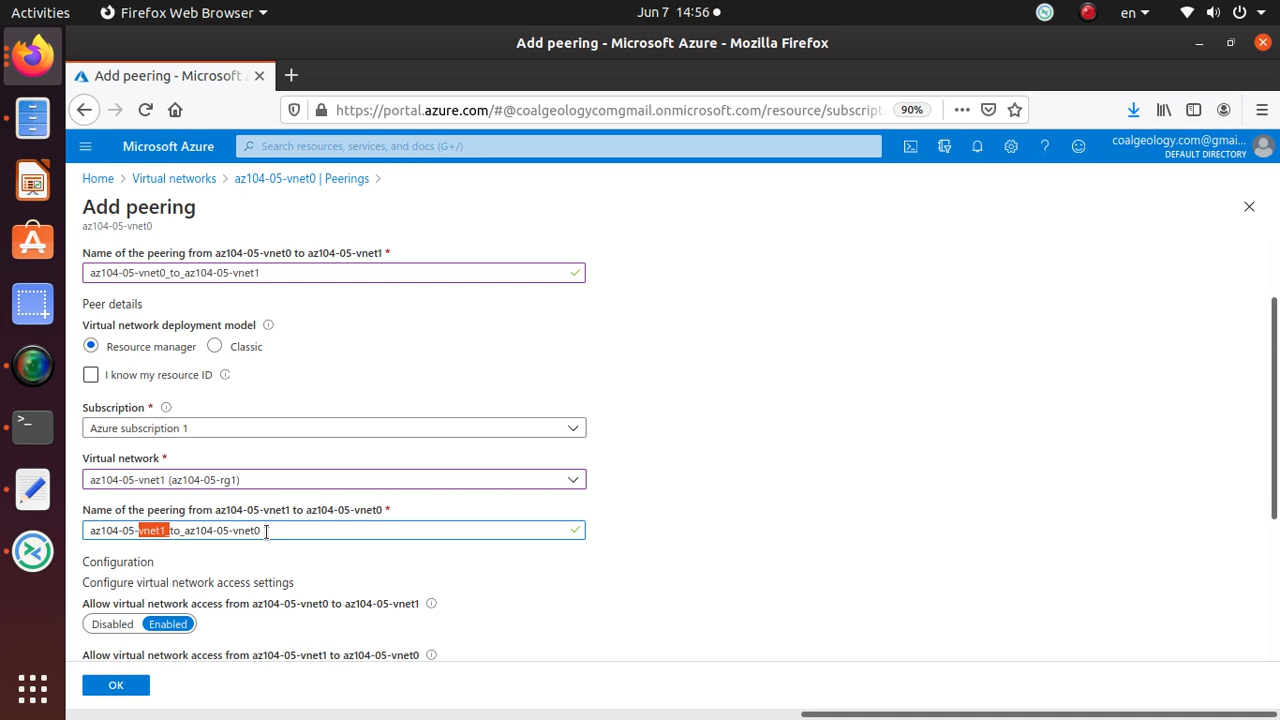 Activities
Firefox Web Browser
Jun 7 14:56
en
Add peering - Microsoft Azure - Mozilla Firefox
Add peering - Microsoft
https://portal.azure.com/#@coalgeologycomgmail.onmicrosoft.com/resource/subscript
90%
Microsoft Azure
Search resources, services, and docs (G+/)
coalgeology.com@gmai...
DEFAULT DIRECTORY
Home > Virtual networks > az104-05-vnet0 | Peerings >
Add peering
az104-05-vnet0
Name of the peering from az104-05-vnet0 to az104-05-vnet1 *
az104-05-vnet0_to_az104-05-vnet1
Peer details
Virtual network deployment model
Resource manager
Classic
I know my resource ID
Subscription *
Azure subscription 1
Virtual network *
az104-05-vnet1 (az104-05-rg1)
Name of the peering from az104-05-vnet1 to az104-05-vnet0 *
az104-05-vnet1_to_az104-05-vnet0
Configuration
Configure virtual network access settings
Allow virtual network access from az104-05-vnet0 to az104-05-vnet1
Disabled Enabled
Allow virtual network access from az104-05-vnet1 to az104-05-vnet0
OK